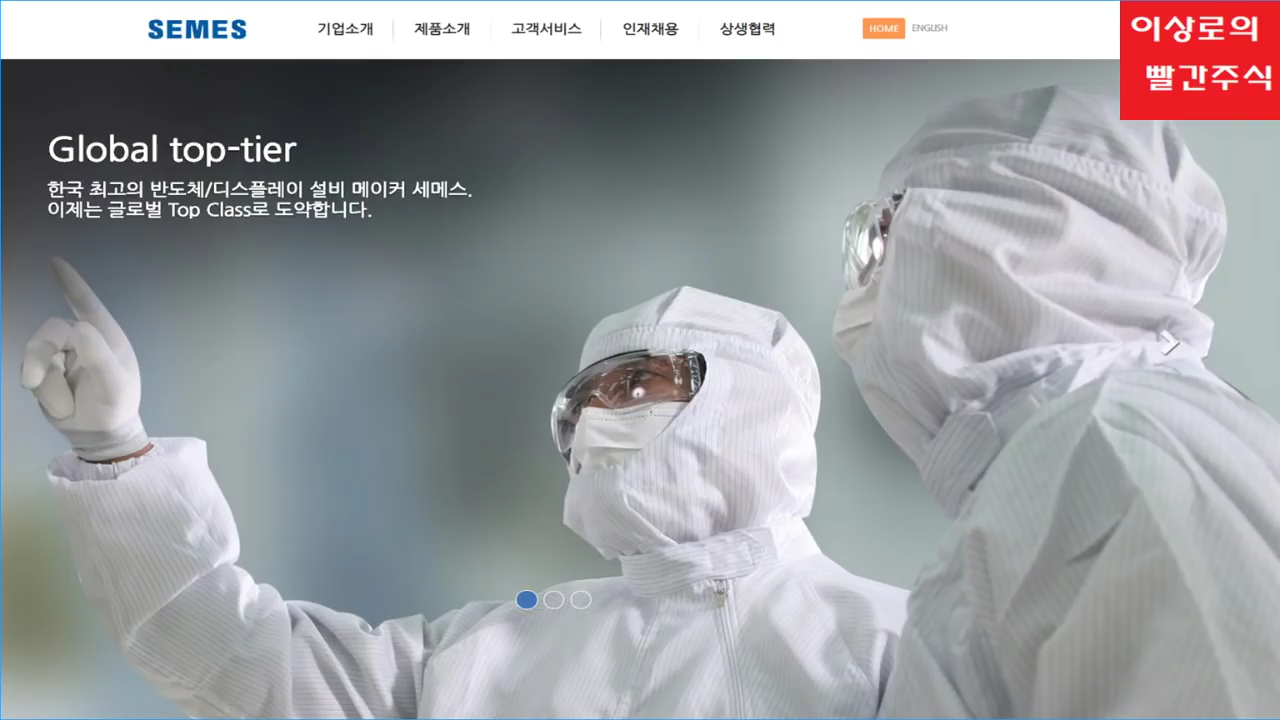 SEMES
기업소개
제품소개
고객서비스
인재채용
상생협력
HOME
ENGLISH
이상로의
빨간주식
Global top-tier
한국 최고의 반도체/디스플레이 설비 메이커 세메스.
이제는 글로벌 Top Class로 도약합니다.